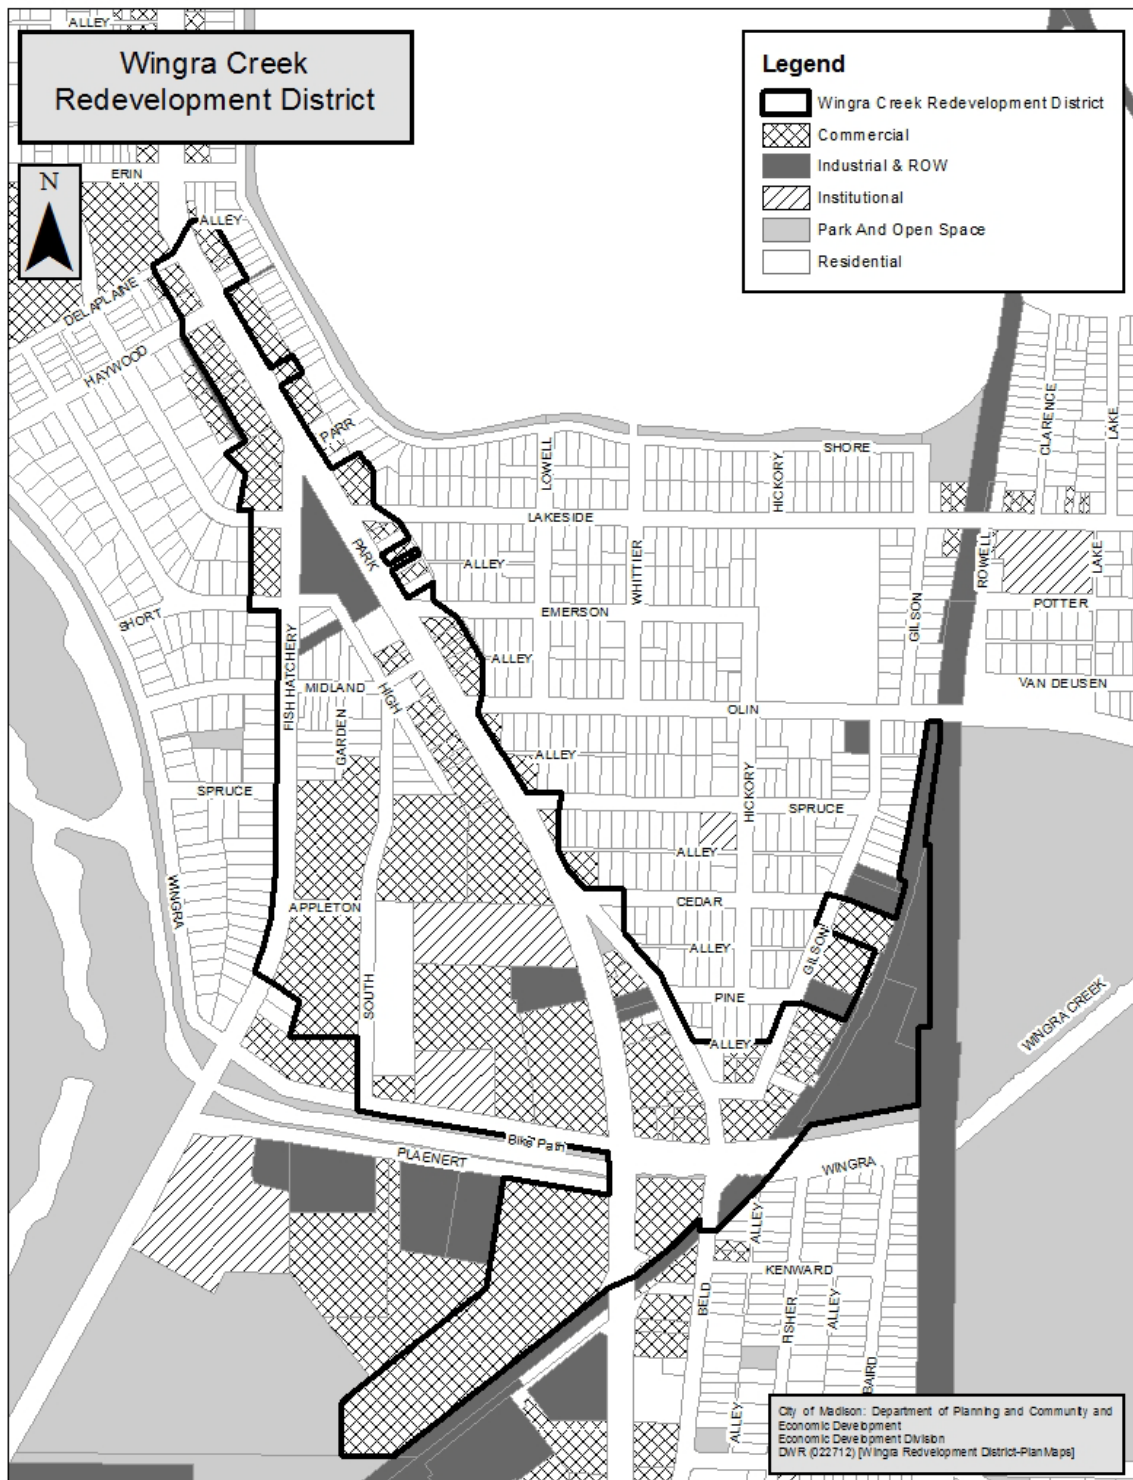 ALLEY
Wingra Creek
Redevelopment District
Legend
Wingra Creek Redevelopment District
Commercial
Industrial & ROW
Institutional
Park And Open Space
Residential
N
ERIN
ALLEY
DELAPLAINE
HAYWOOD
PARR
SHORE
CLARENCE
LAKE
LOWELL
HICKORY
LAKESIDE
PARK
ALLEY
WHITTIER
ROWELL
LAKE
POTTER
EMERSON
GILSON
SHORT
FISH HATCHERY
ALLEY
MIDLAND
HIGH
VAN DEUSEN
OLIN
GARDEN
ALLEY
SPRUCE
HICKORY
SPRUCE
ALLEY
WINGRA
APPLETON
CEDAR
ALLEY
GILSON
SOUTH
PINE
WINGRA CREEK
ALLEY
Bike Path
PLAENERT
WINGRA
ALLEY
KENWARD
BELD
FISHER
ALLEY
BAIRD
ALLEY
City of Madison: Department of Planning and Community and
Economic Development
Economic Development Division
DWR (022712) [Wingra Redvelopment District-PlanMaps]